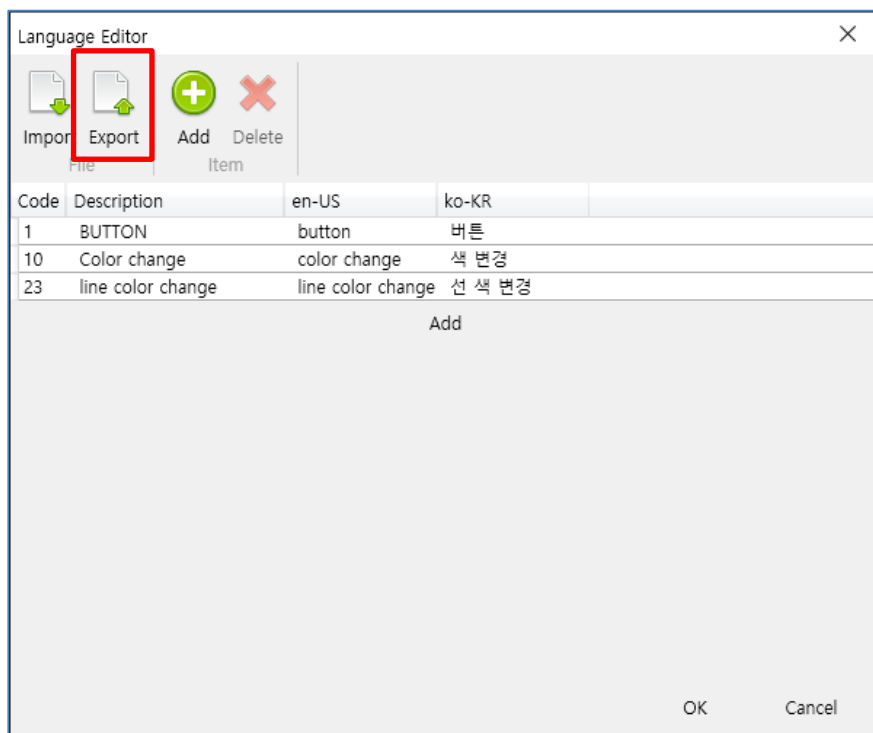 Language Editor
Impor Export Add Delete
File Item
Code Description en-US ko-KR
1 BUTTON button 버튼
10 Color change color change 색 변경
23 line color change line color change 선 색 변경
Add
OK Cancel